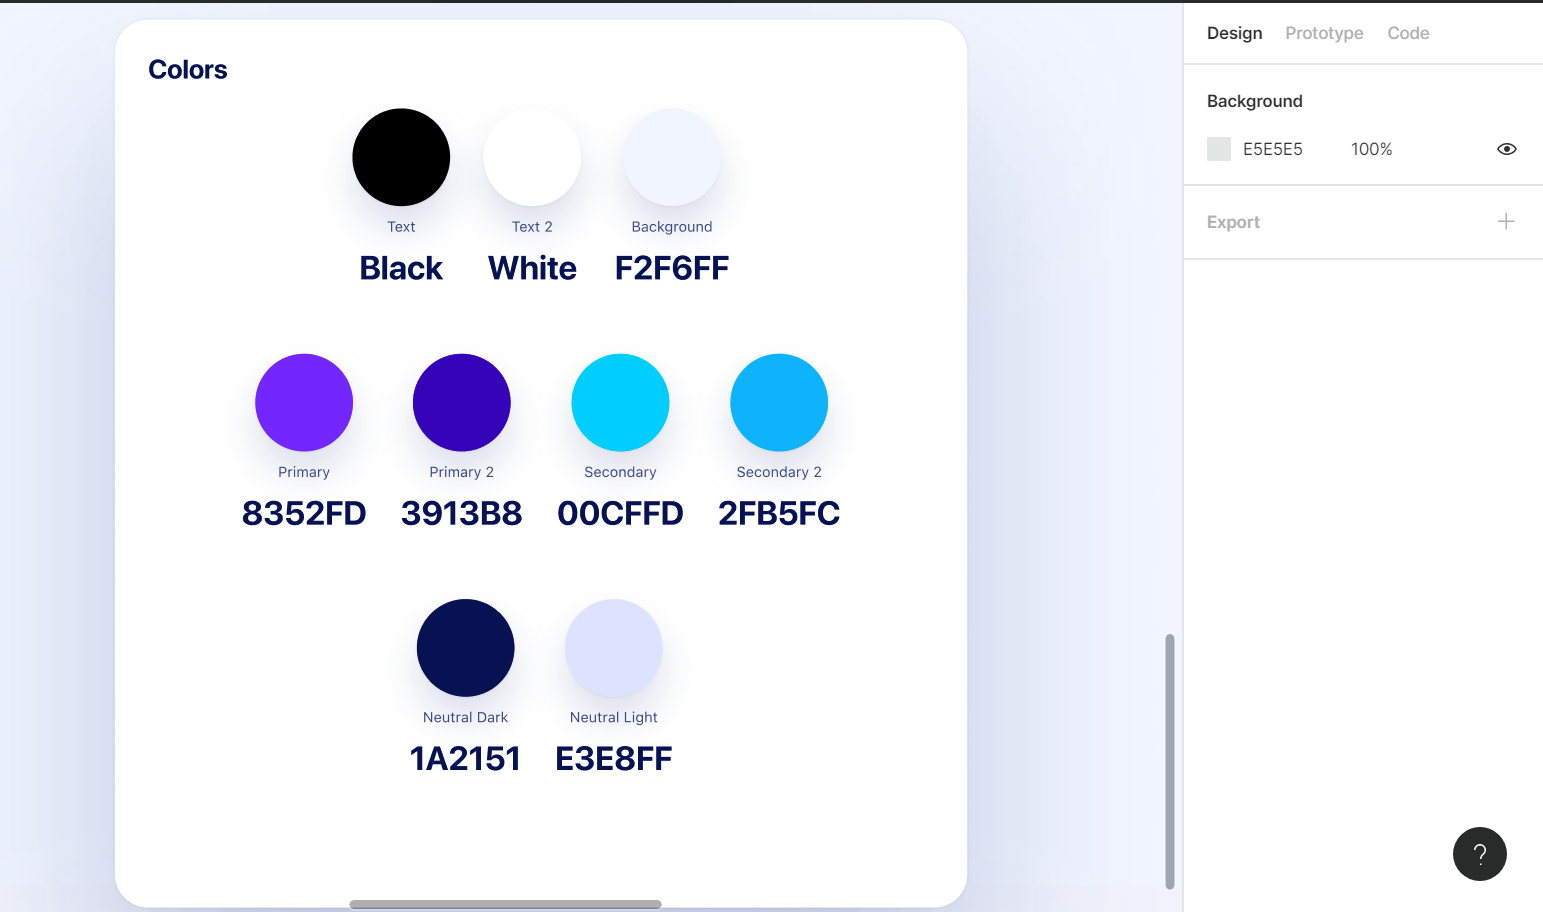 Colors
Text
Text 2
Background
Black
White
F2F6FF
Primary
Primary 2
Secondary
Secondary 2
8352FD
3913B8
00CFFD
2FB5FC
Neutral Dark
Neutral Light
1A2151
E3E8FF
Design
Prototype
Code
Background
E5E5E5
100%
Export
?